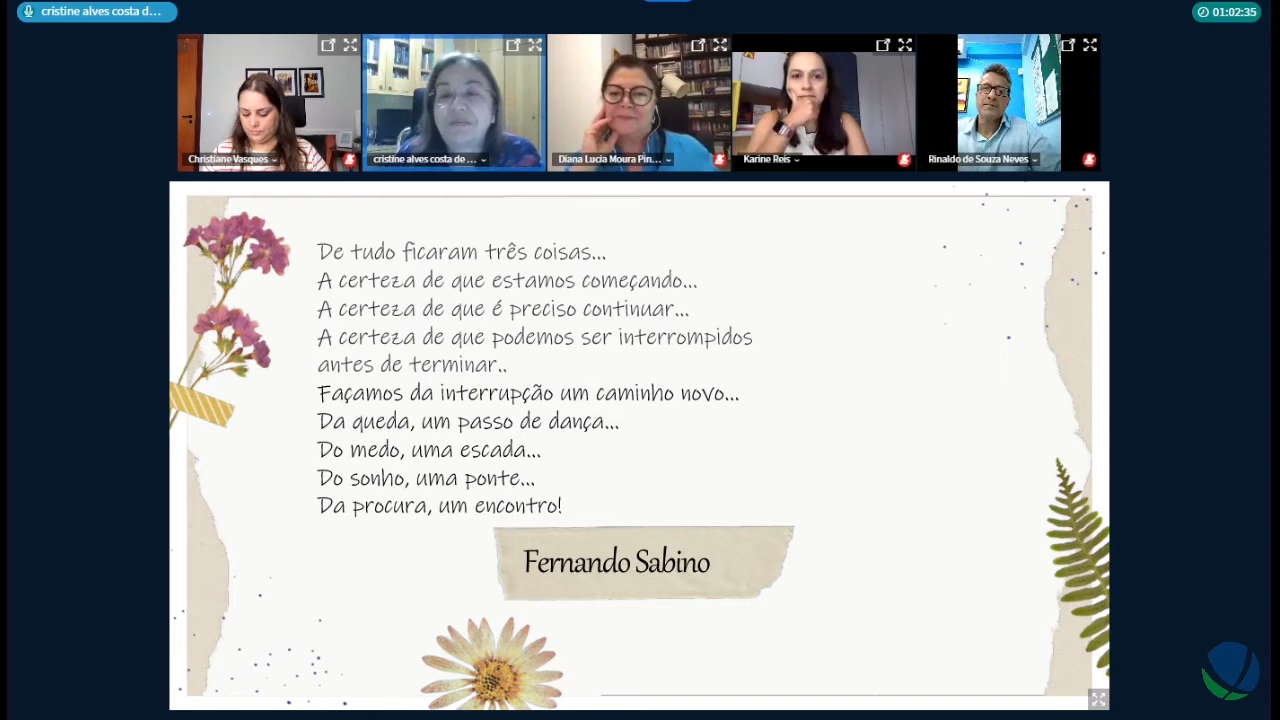 cristine alves costa d...
01:02:35
Christiane Vasques
cristine alves costa de ...
Diana Lucia Moura Pin...
Karine Reis
Rinaldo de Souza Neves
De tudo ficaram três coisas...
A certeza de que estamos começando...
A certeza de que é preciso continuar...
A certeza de que podemos ser interrompidos
antes de terminar..
Façamos da interrupção um caminho novo...
Da queda, um passo de dança...
Do medo, uma escada...
Do sonho, uma ponte...
Da procura, um encontro!
Fernando Sabino